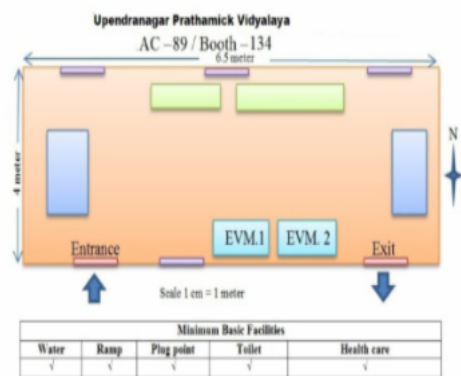 Upendranagar Prathamick Vidyalaya
AC –89 / Booth –134
6.5 meter
4 meter
N
EVM.1 EVM. 2
Entrance Exit
Scale 1 cm = 1 meter
Minimum Basic Facilities
Water Ramp Plug point Toilet Health care
√ √ √ √ √